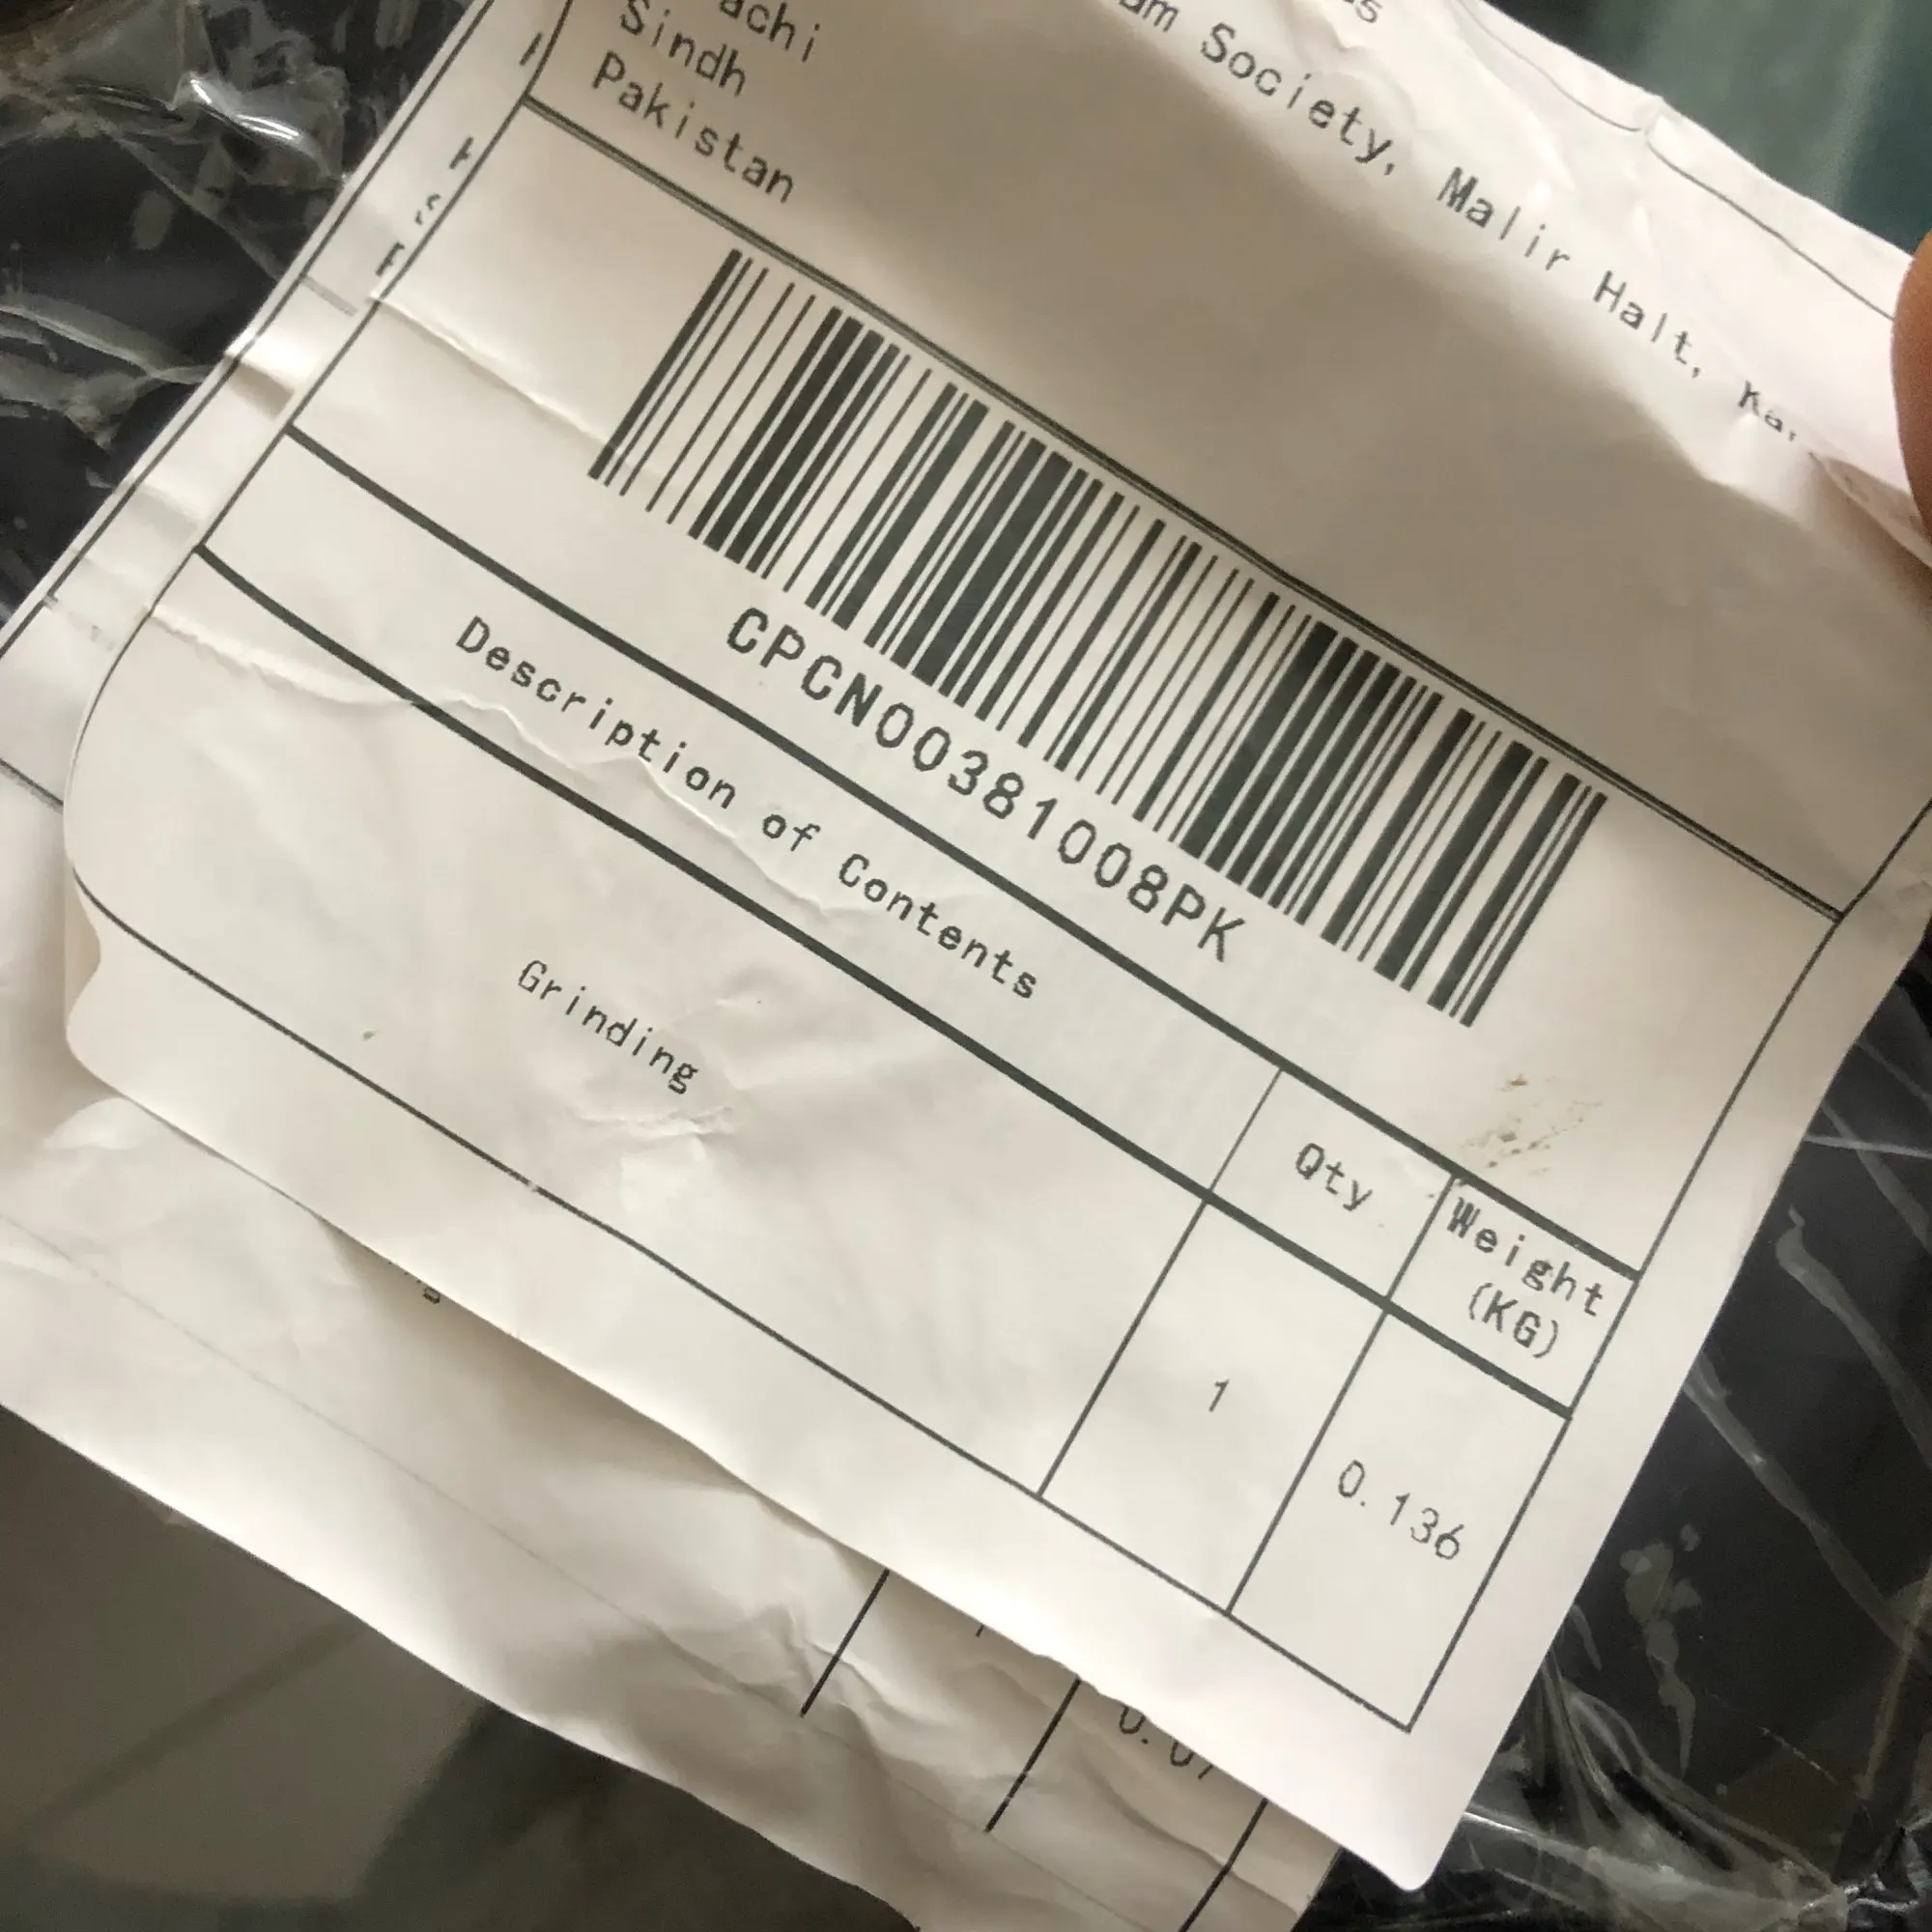 Society, Malir Halt,
Sindh
Pakistan
CPCN00381008PK
Description of Contents
Qty
Weight
(KG)
Grinding
1
0.136